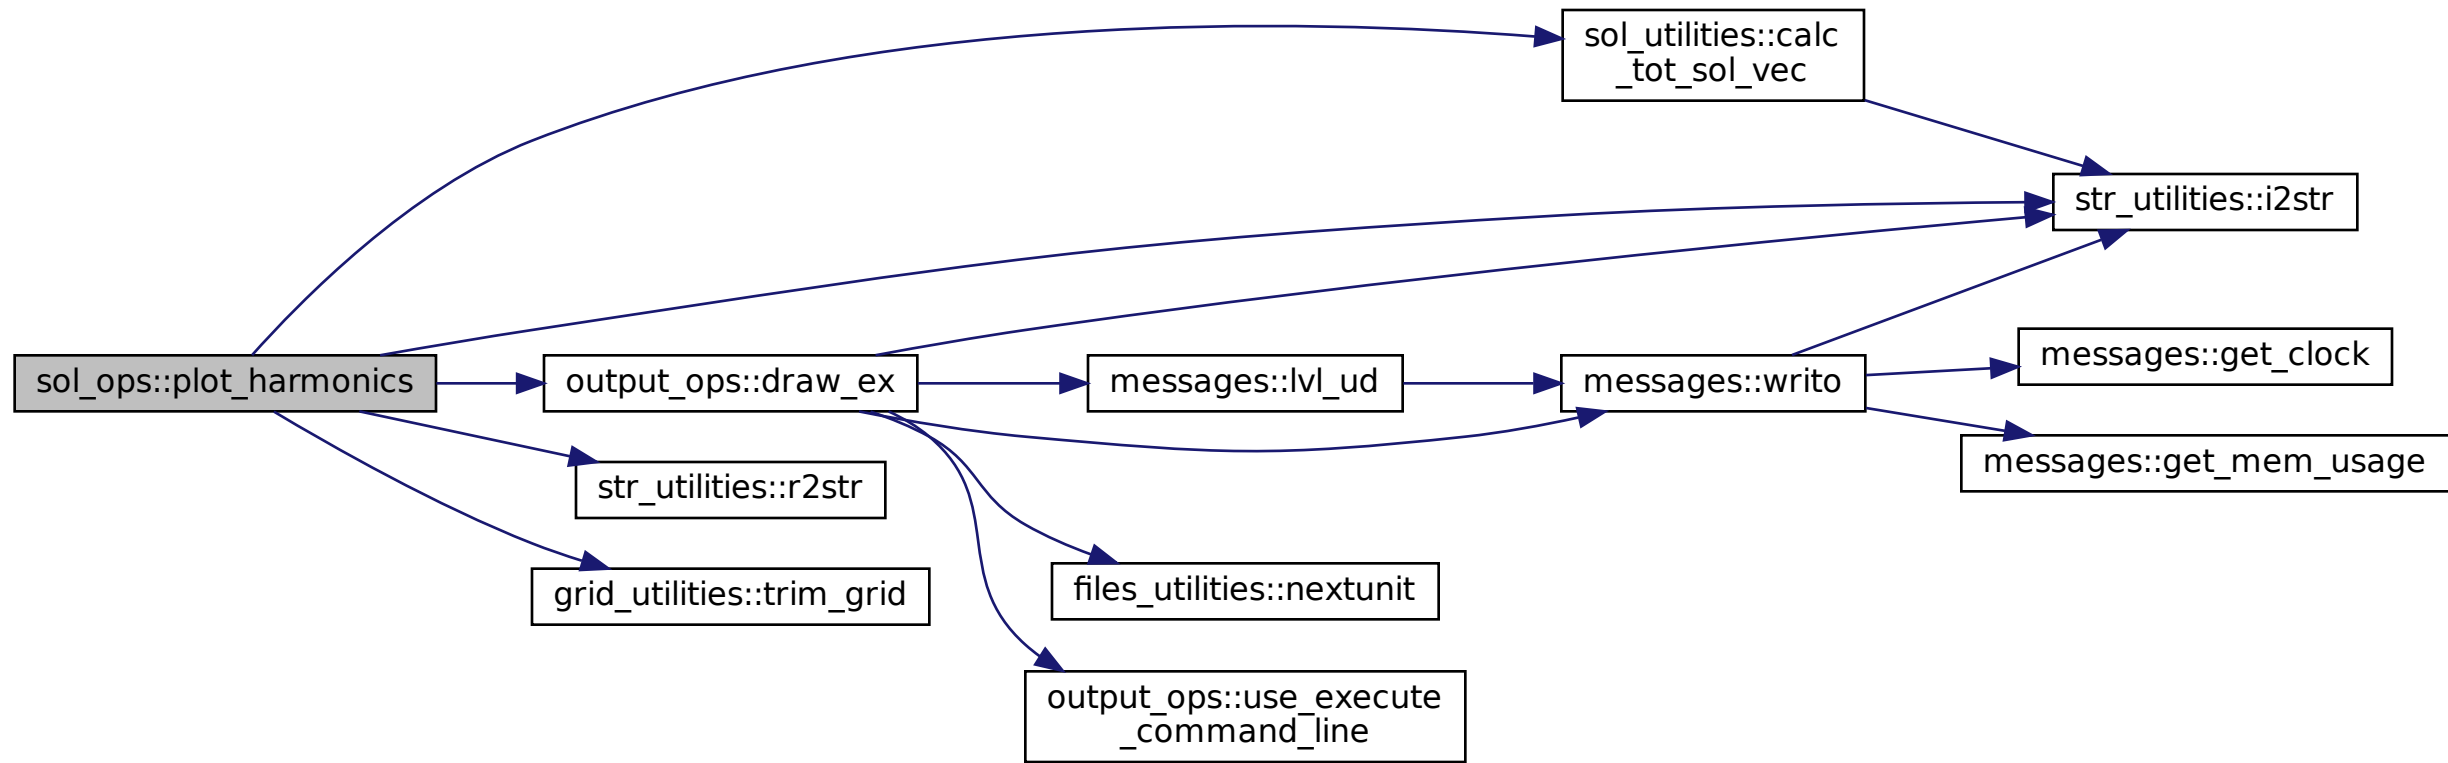 sol_utilities::calc
_tot_sol_vec
str_utilities::i2str
messages::get_clock
sol_ops::plot_harmonics
output_ops::draw_ex
messages::lvl_ud
messages::writo
messages::get_mem_usage
str_utilities::r2str
grid_utilities::trim_grid
files_utilities::nextunit
output_ops::use_execute
_command_line